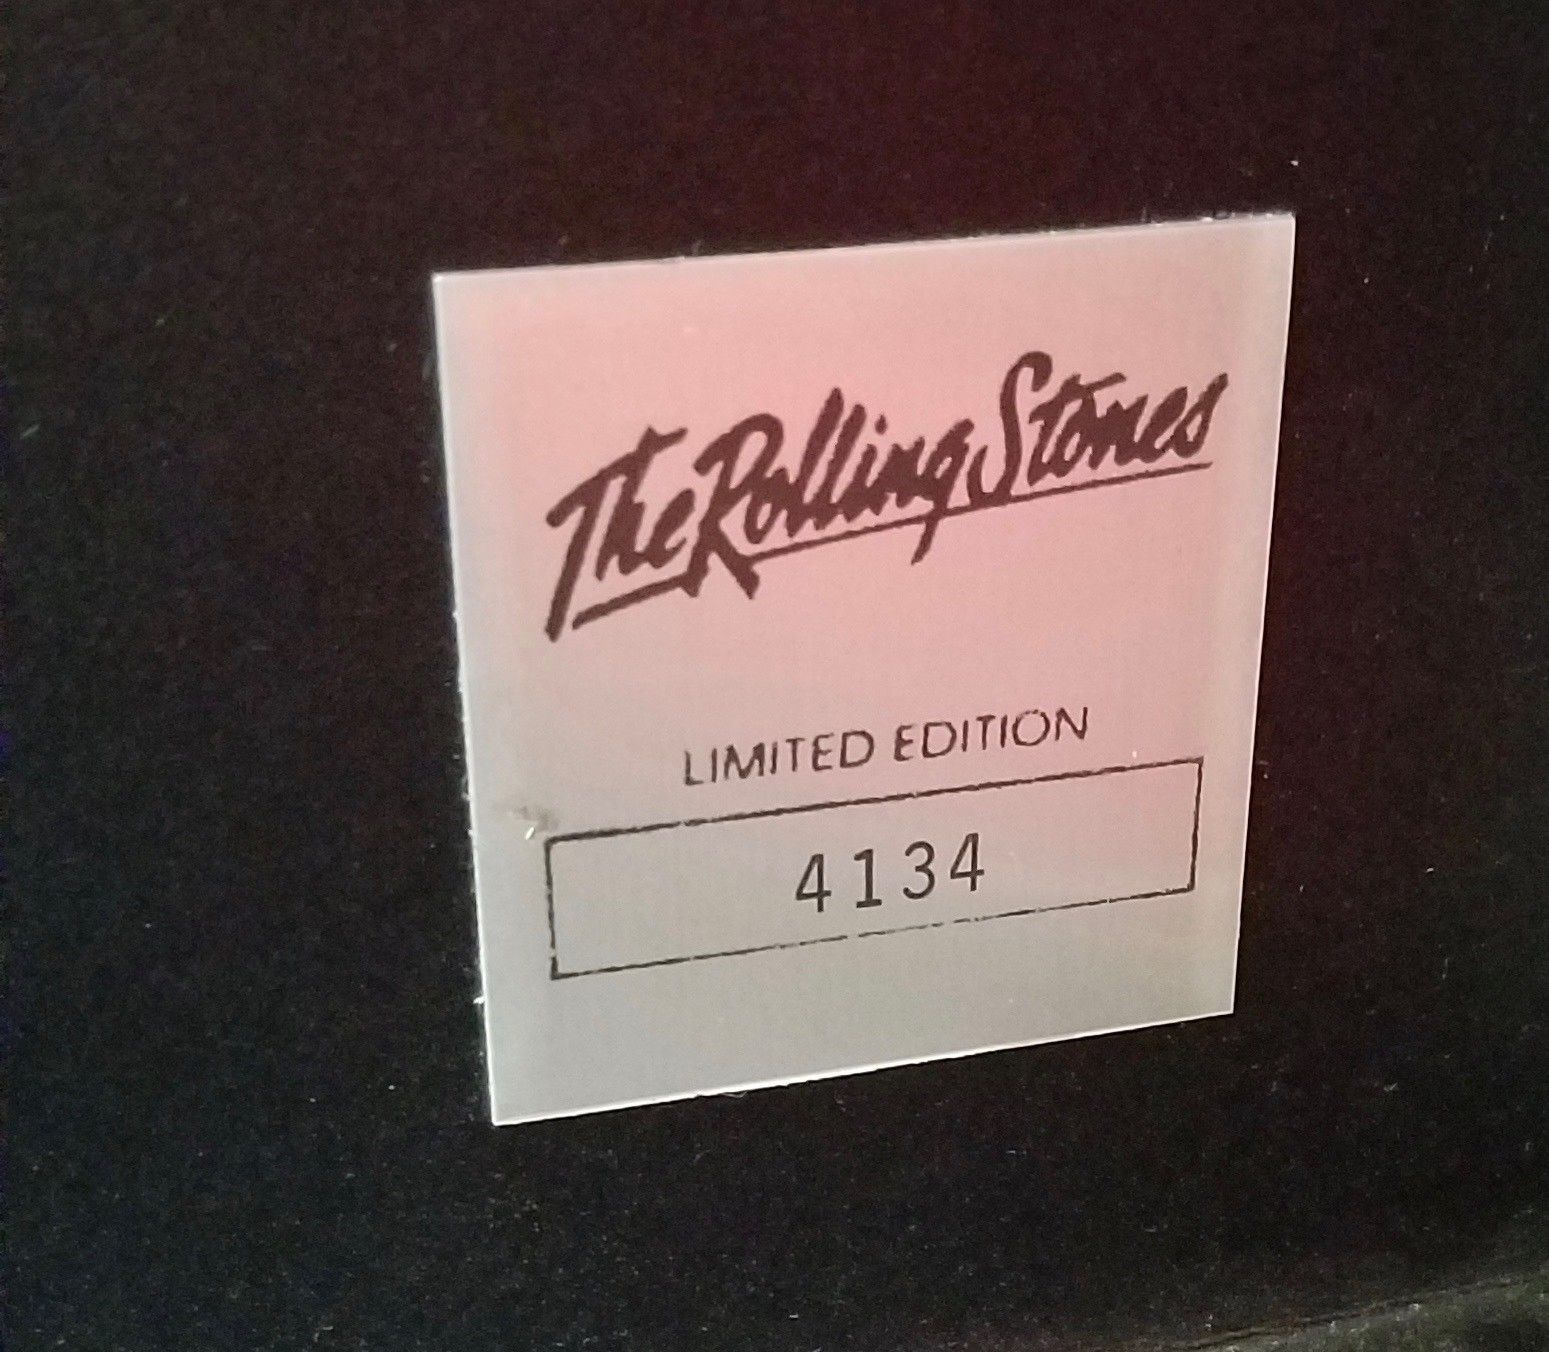 The Rolling Stones
LIMITED EDITION
4134